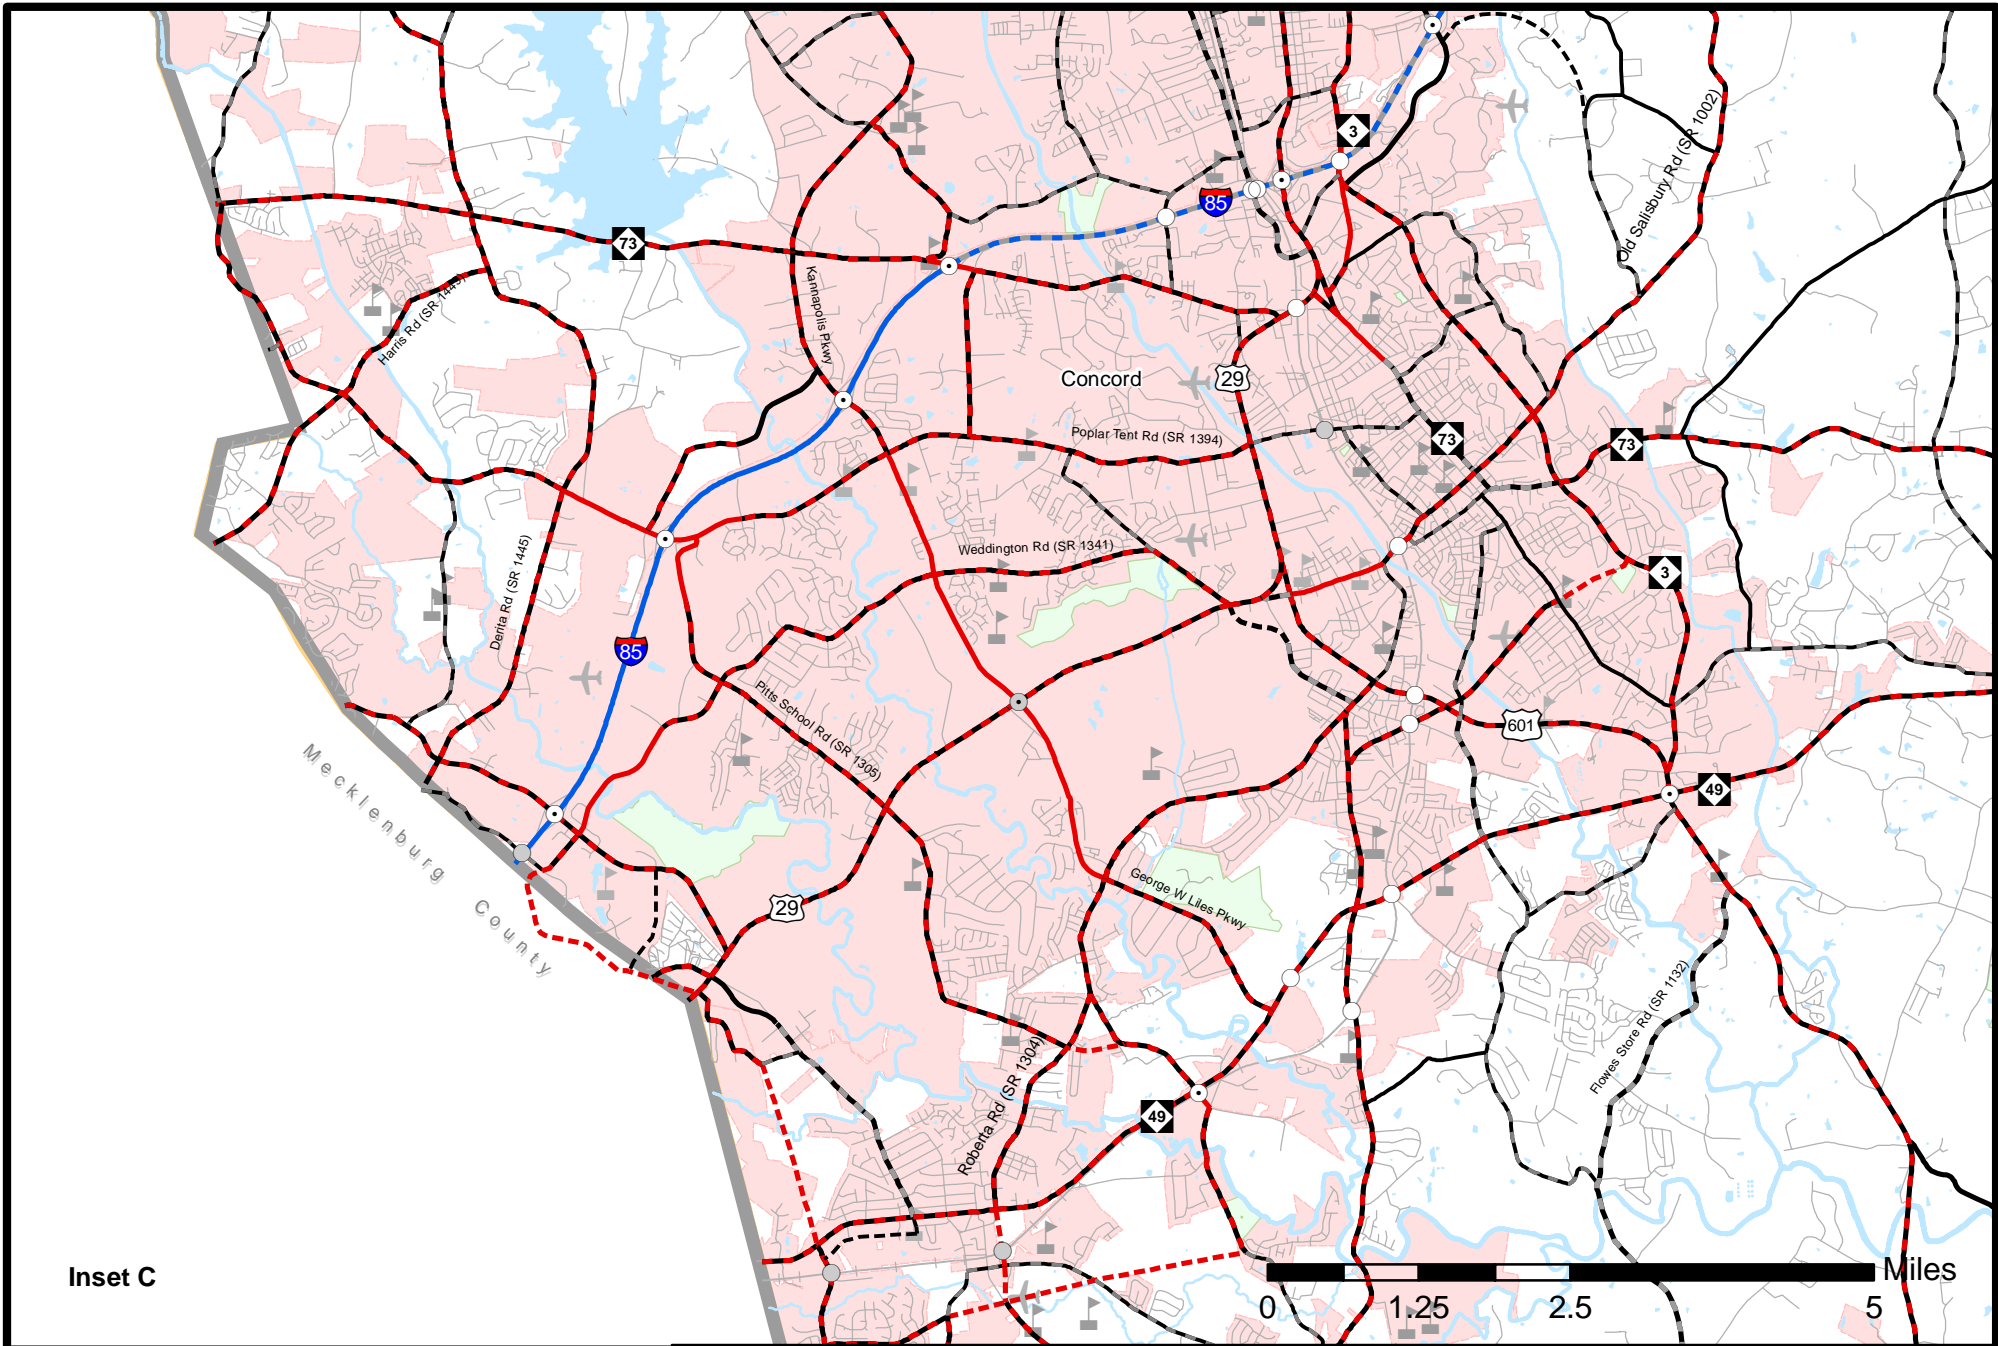 3
Old Salisbury Rd (SR 1002)
85
73
Kannapolis Pkwy
Harris Rd (SR 1449)
Concord
29
Poplar Tent Rd (SR 1394)
73
73
Weddington Rd (SR 1341)
Derita Rd (SR 1445)
3
85
Pitts School Rd (SR 1305)
601
49
Mecklenburg County
29
George W Liles Pkwy
Flowes Store Rd (SR 1132)
Roberta Rd (SR 1304)
49
Inset C
Miles
0 1.25 2.5 5